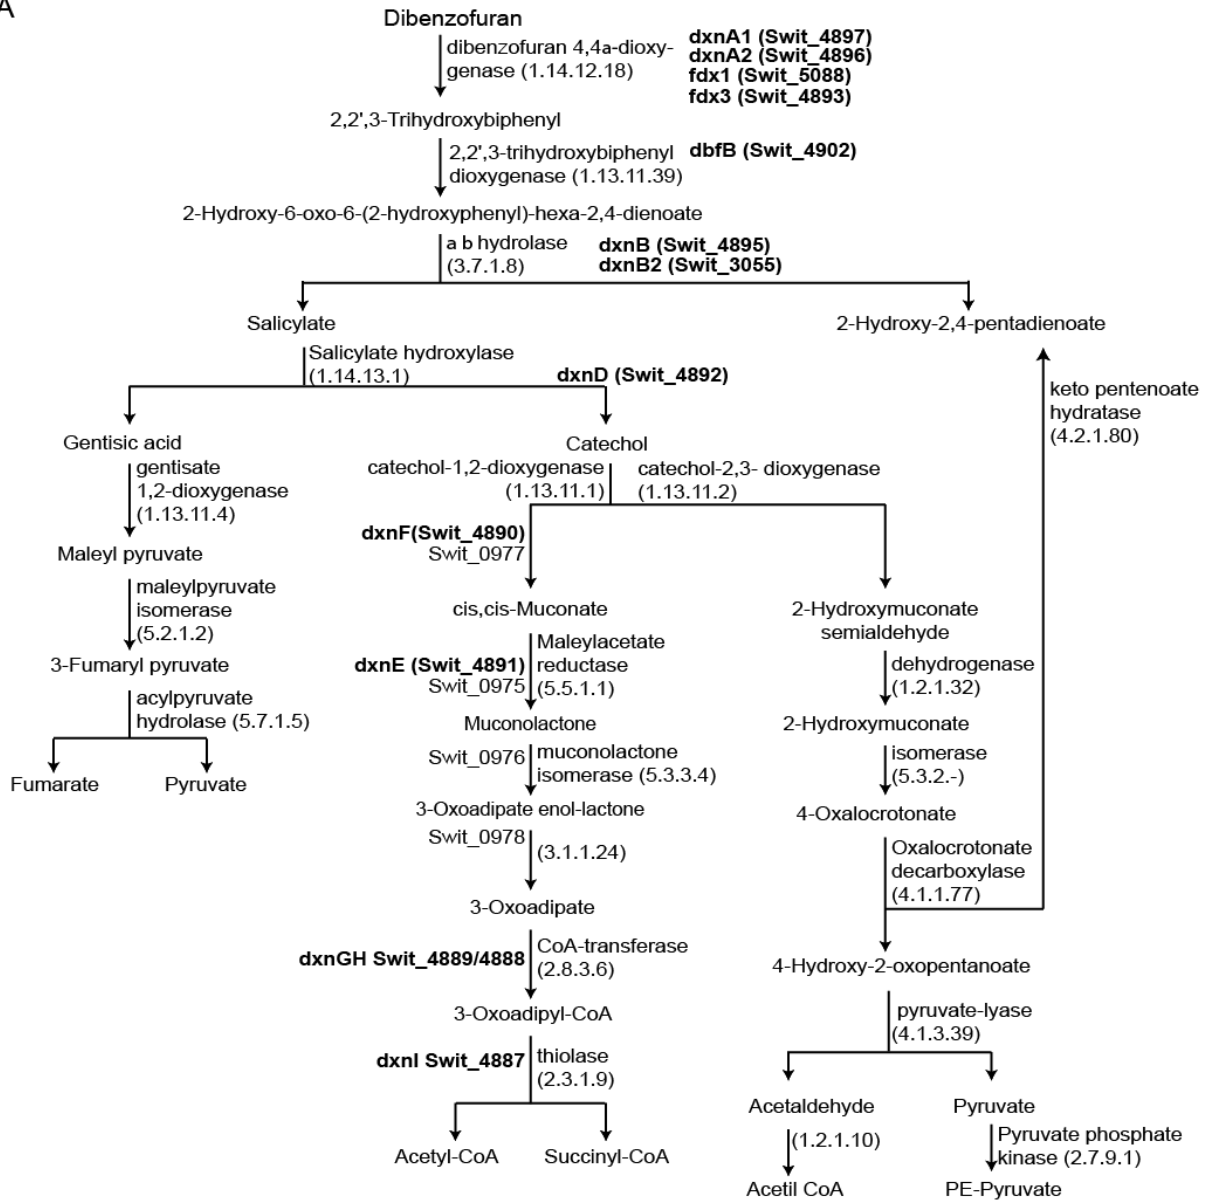 A
Dibenzofuran
dibenzofuran 4,4a-dioxy-
genase (1.14.12.18)
dxnA1 (Swit_4897)
dxnA2 (Swit_4896)
fdx1 (Swit_5088)
fdx3 (Swit_4893)
2,2',3-Trihydroxybiphenyl
2,2',3-trihydroxybiphenyl
dioxygenase (1.13.11.39)
dbfB (Swit_4902)
2-Hydroxy-6-oxo-6-(2-hydroxyphenyl)-hexa-2,4-dienoate
a b hydrolase
(3.7.1.8)
dxnB (Swit_4895)
dxnB2 (Swit_3055)
Salicylate
2-Hydroxy-2,4-pentadienoate
Salicylate hydroxylase
(1.14.13.1)
dxnD (Swit_4892)
keto pentenoate
hydratase
(4.2.1.80)
Gentisic acid
Catechol
gentisate
1,2-dioxygenase
(1.13.11.4)
catechol-1,2-dioxygenase
(1.13.11.1)
catechol-2,3- dioxygenase
(1.13.11.2)
dxnF(Swit_4890)
Swit_0977
Maleyl pyruvate
maleylpyruvate
isomerase
(5.2.1.2)
cis,cis-Muconate
2-Hydroxymuconate
semialdehyde
3-Fumaryl pyruvate
dxnE (Swit_4891)
Swit_0975
Maleylacetate
reductase
(5.5.1.1)
dehydrogenase
(1.2.1.32)
acylpyruvate
hydrolase (5.7.1.5)
Muconolactone
2-Hydroxymuconate
Fumarate
Pyruvate
Swit_0976
muconolactone
isomerase (5.3.3.4)
isomerase
(5.3.2.-)
3-Oxoadipate enol-lactone
4-Oxalocrotonate
Swit_0978
(3.1.1.24)
Oxalocrotonate
decarboxylase
(4.1.1.77)
3-Oxoadipate
dxnGH Swit_4889/4888
CoA-transferase
(2.8.3.6)
4-Hydroxy-2-oxopentanoate
3-Oxoadipyl-CoA
pyruvate-lyase
(4.1.3.39)
dxnI Swit_4887
thiolase
(2.3.1.9)
Acetaldehyde
Pyruvate
Acetyl-CoA
Succinyl-CoA
(1.2.1.10)
Pyruvate phosphate
kinase (2.7.9.1)
Acetil CoA
PE-Pyruvate